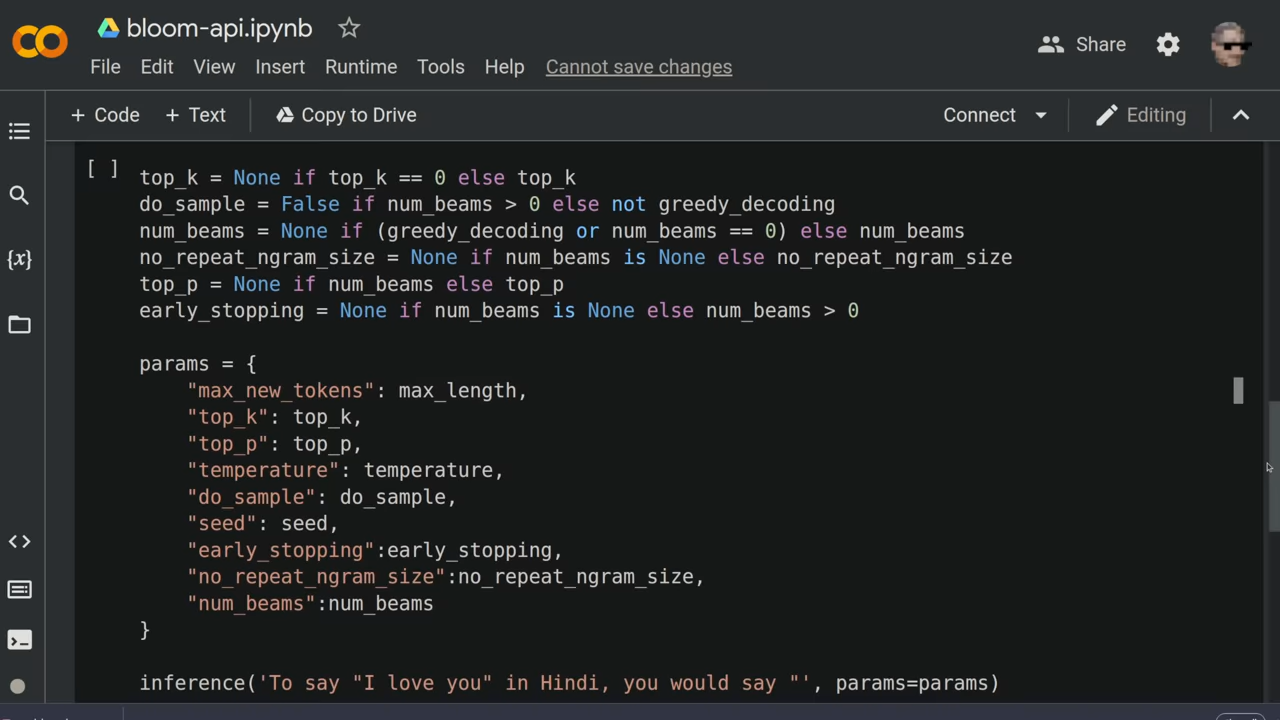 bloom-api.ipynb
Share
File Edit View Insert Runtime Tools Help Cannot save changes
+ Code + Text Copy to Drive Connect Editing
[ ] top_k = None if top_k == 0 else top_k
do_sample = False if num_beams > 0 else not greedy_decoding
num_beams = None if (greedy_decoding or num_beams == 0) else num_beams
no_repeat_ngram_size = None if num_beams is None else no_repeat_ngram_size
top_p = None if num_beams else top_p
early_stopping = None if num_beams is None else num_beams > 0
params = {
"max_new_tokens": max_length,
"top_k": top_k,
"top_p": top_p,
"temperature": temperature,
"do_sample": do_sample,
"seed": seed,
"early_stopping":early_stopping,
"no_repeat_ngram_size":no_repeat_ngram_size,
"num_beams":num_beams
}
inference('To say "I love you" in Hindi, you would say "', params=params)